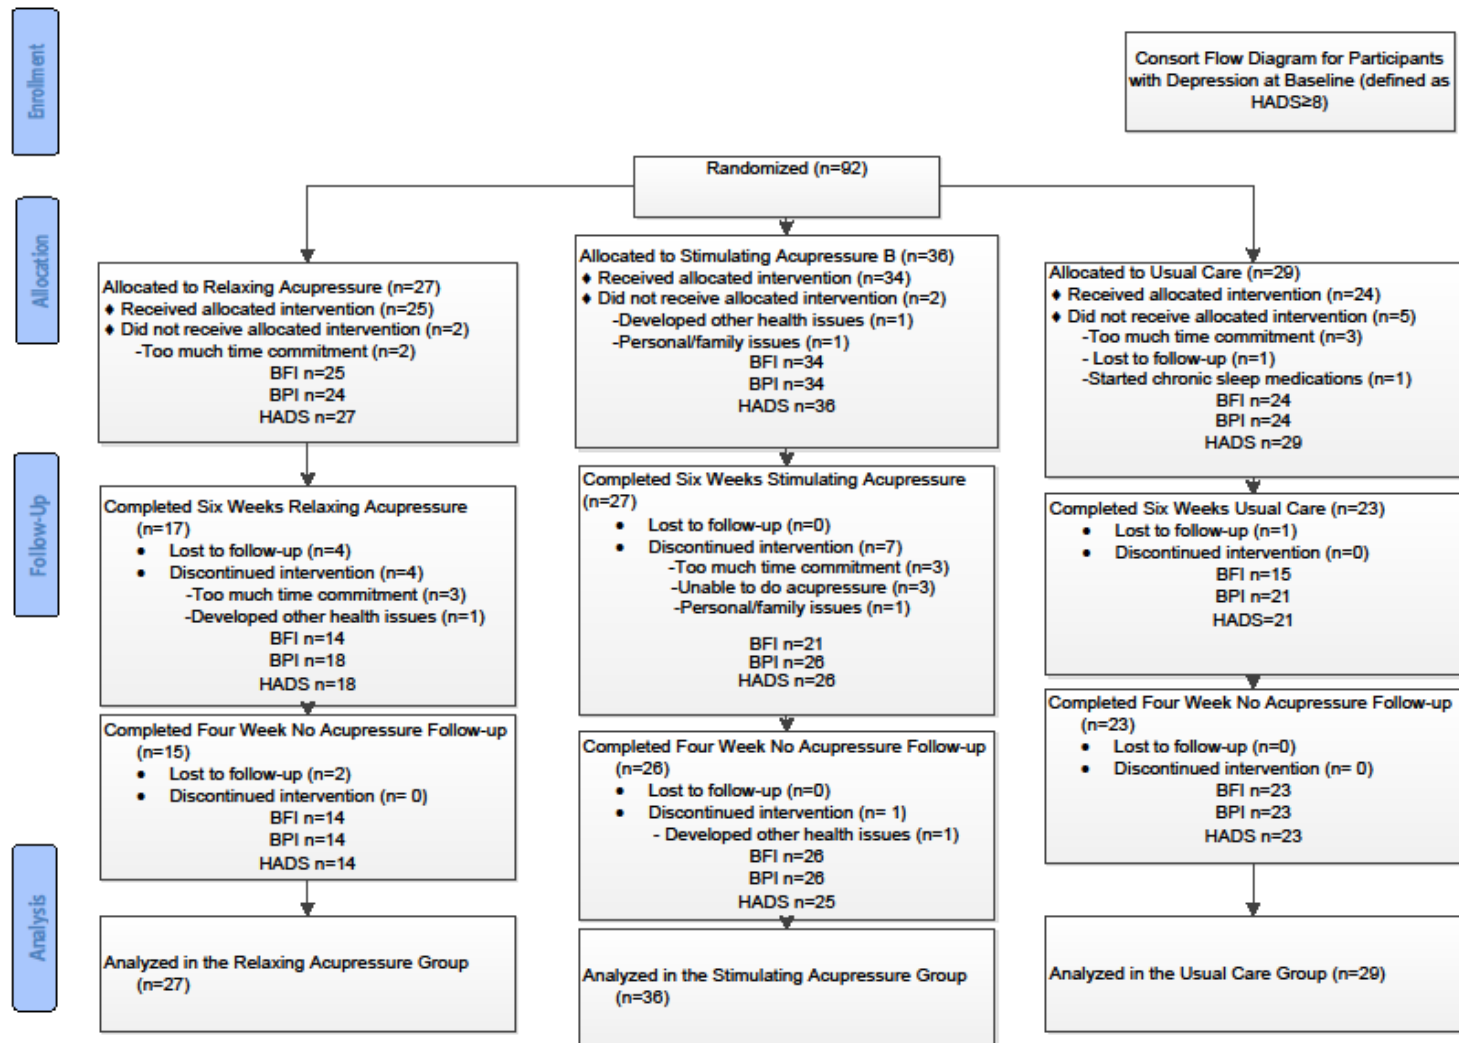 Enrollment
Consort Flow Diagram for Participants
with Depression at Baseline (defined as
HADS≥8)
Randomized (n=92)
Allocation
Allocated to Relaxing Acupressure (n=27)
♦ Received allocated intervention (n=25)
♦ Did not receive allocated intervention (n=2)
-Too much time commitment (n=2)
BFI n=25
BPI n=24
HADS n=27
Allocated to Stimulating Acupressure B (n=36)
♦ Received allocated intervention (n=34)
♦ Did not receive allocated intervention (n=2)
-Developed other health issues (n=1)
-Personal/family issues (n=1)
BFI n=34
BPI n=34
HADS n=36
Allocated to Usual Care (n=29)
♦ Received allocated intervention (n=24)
♦ Did not receive allocated intervention (n=5)
-Too much time commitment (n=3)
- Lost to follow-up (n=1)
-Started chronic sleep medications (n=1)
BFI n=24
BPI n=24
HADS n=29
Follow-Up
Completed Six Weeks Relaxing Acupressure
(n=17)
• Lost to follow-up (n=4)
• Discontinued intervention (n=4)
-Too much time commitment (n=3)
-Developed other health issues (n=1)
BFI n=14
BPI n=18
HADS n=18
Completed Six Weeks Stimulating Acupressure
(n=27)
• Lost to follow-up (n=0)
• Discontinued intervention (n=7)
-Too much time commitment (n=3)
-Unable to do acupressure (n=3)
-Personal/family issues (n=1)
BFI n=21
BPI n=26
HADS n=26
Completed Six Weeks Usual Care (n=23)
• Lost to follow-up (n=1)
• Discontinued intervention (n=0)
BFI n=15
BPI n=21
HADS=21
Completed Four Week No Acupressure Follow-up
(n=15)
• Lost to follow-up (n=2)
• Discontinued intervention (n= 0)
BFI n=14
BPI n=14
HADS n=14
Completed Four Week No Acupressure Follow-up
(n=26)
• Lost to follow-up (n=0)
• Discontinued intervention (n= 1)
- Developed other health issues (n=1)
BFI n=26
BPI n=26
HADS n=25
Completed Four Week No Acupressure Follow-up
(n=23)
• Lost to follow-up (n=0)
• Discontinued intervention (n= 0)
BFI n=23
BPI n=23
HADS n=23
Analysis
Analyzed in the Relaxing Acupressure Group
(n=27)
Analyzed in the Stimulating Acupressure Group
(n=36)
Analyzed in the Usual Care Group (n=29)